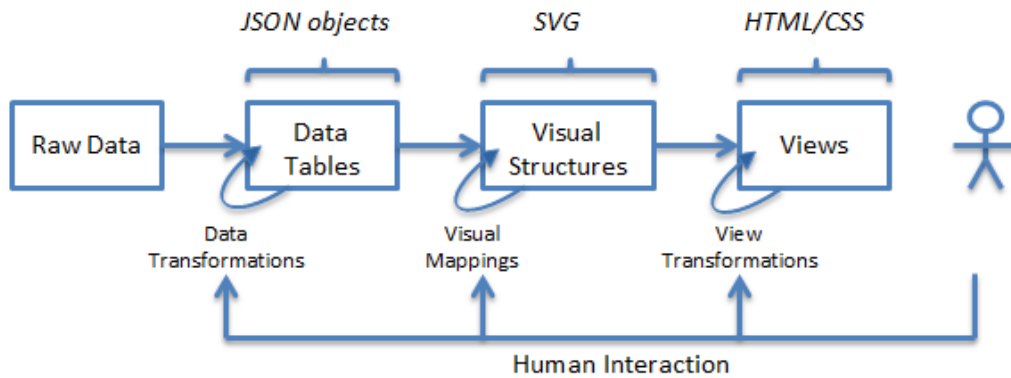 JSON objects
SVG
HTML/CSS
Raw Data
Data
Tables
Visual
Structures
Views
Data
Transformations
Visual
Mappings
View
Transformations
Human Interaction